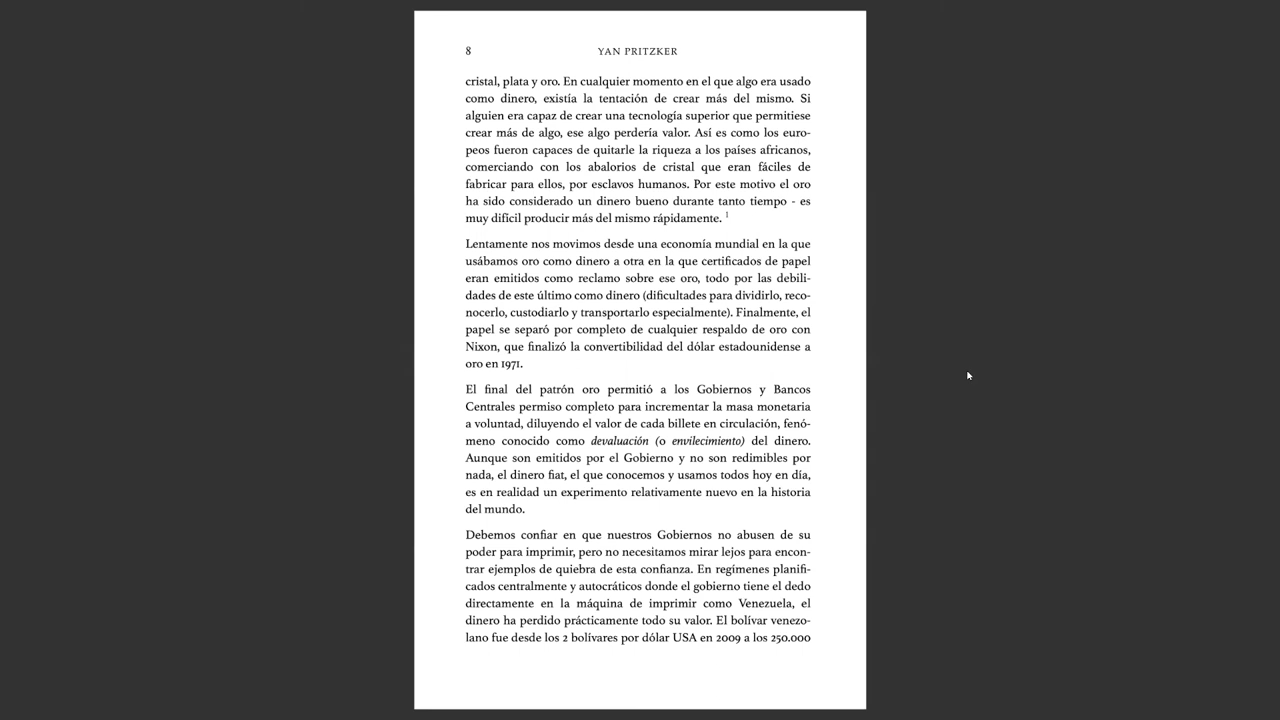 8
YAN PRITZKER
cristal, plata y oro. En cualquier momento en el que algo era usado
como dinero, existía la tentación de crear más del mismo. Si
alguien era capaz de crear una tecnología superior que permitiese
crear más de algo, ese algo perdería valor. Así es como los euro-
peos fueron capaces de quitarle la riqueza a los países africanos,
comerciando con los abalorios de cristal que eran fáciles de
fabricar para ellos, por esclavos humanos. Por este motivo el oro
ha sido considerado un dinero bueno durante tanto tiempo - es
muy difícil producir más del mismo rápidamente. 1
Lentamente nos movimos desde una economía mundial en la que
usábamos oro como dinero a otra en la que certificados de papel
eran emitidos como reclamo sobre ese oro, todo por las debili-
dades de este último como dinero (dificultades para dividirlo, reco-
nocerlo, custodiarlo y transportarlo especialmente). Finalmente, el
papel se separó por completo de cualquier respaldo de oro con
Nixon, que finalizó la convertibilidad del dólar estadounidense a
oro en 1971.
El final del patrón oro permitió a los Gobiernos y Bancos
Centrales permiso completo para incrementar la masa monetaria
a voluntad, diluyendo el valor de cada billete en circulación, fenó-
meno conocido como devaluación (o envilecimiento) del dinero.
Aunque son emitidos por el Gobierno y no son redimibles por
nada, el dinero fiat, el que conocemos y usamos todos hoy en día,
es en realidad un experimento relativamente nuevo en la historia
del mundo.
Debemos confiar en que nuestros Gobiernos no abusen de su
poder para imprimir, pero no necesitamos mirar lejos para encon-
trar ejemplos de quiebra de esta confianza. En regímenes planifi-
cados centralmente y autocráticos donde el gobierno tiene el dedo
directamente en la máquina de imprimir como Venezuela, el
dinero ha perdido prácticamente todo su valor. El bolívar venezo-
lano fue desde los 2 bolívares por dólar USA en 2009 a los 250.000